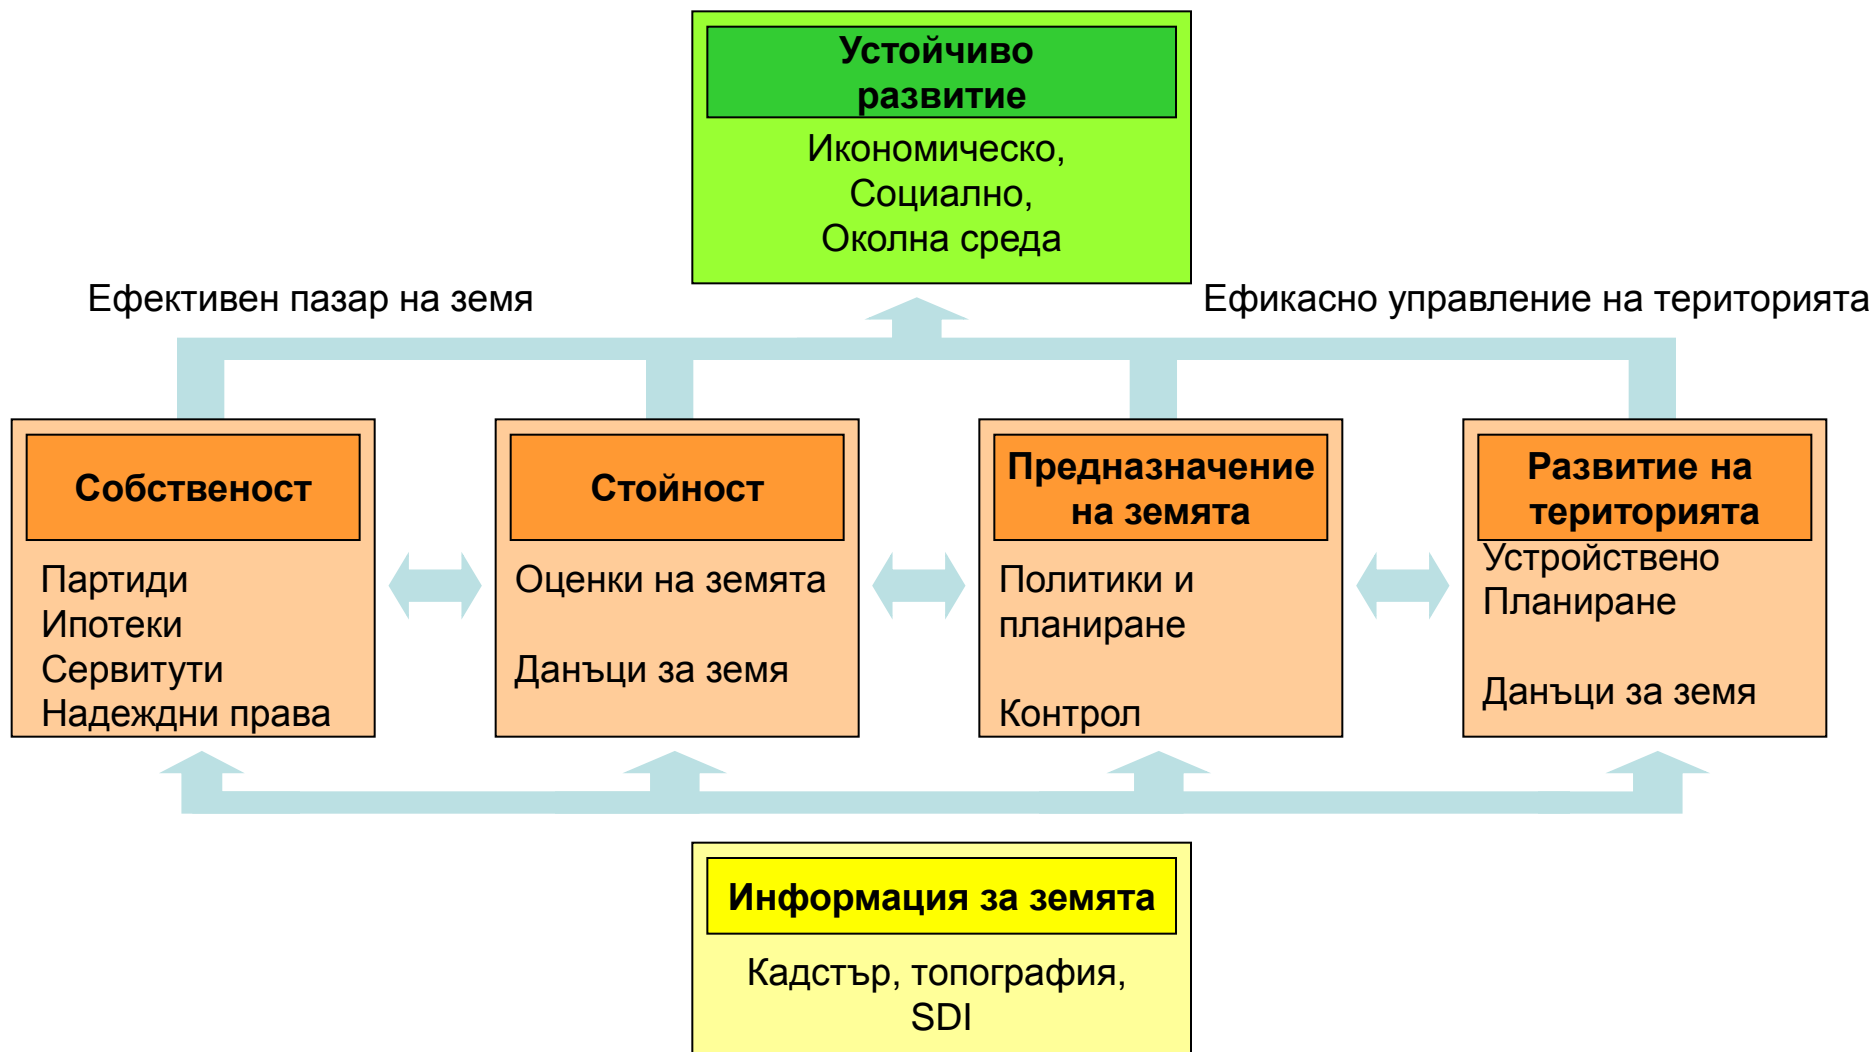 Устойчиво
развитие
Икономическо,
Социално,
Околна среда
Ефективен пазар на земя
Ефикасно управление на територията
Собственост
Партиди
Ипотеки
Сервитути
Надеждни права
Стойност
Оценки на земята
Данъци за земя
Предназначение
на земята
Политики и
планиране
Контрол
Развитие на
територията
Устройствено
Планиране
Данъци за земя
Информация за земята
Кадстър, топография,
SDI